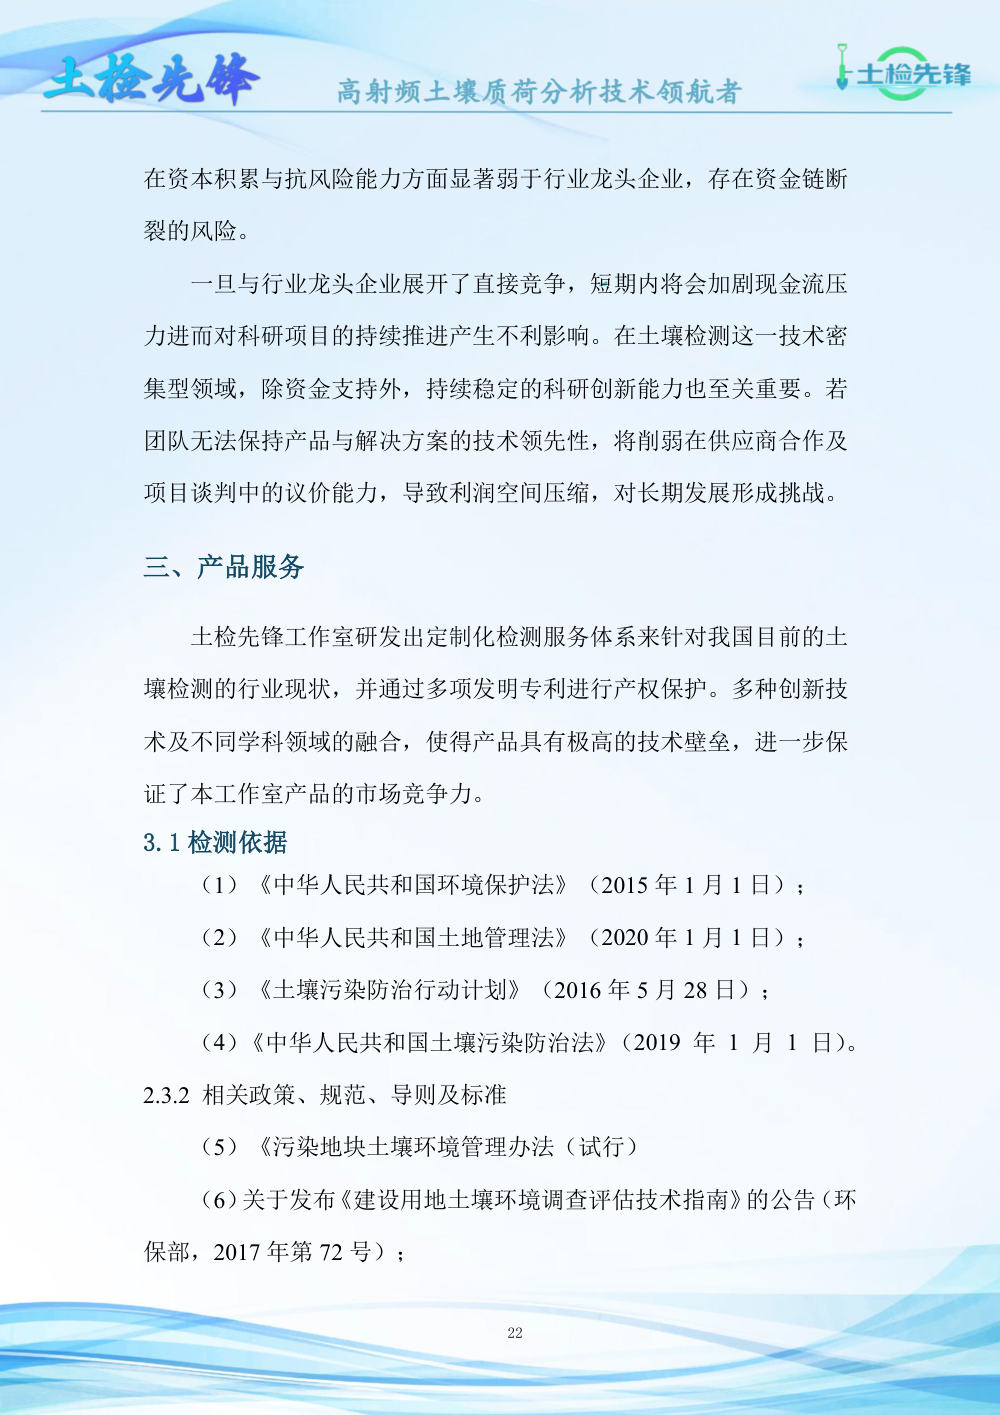 土检先锋
高射频土壤质荷分析技术领航者
土检先锋
在资本积累与抗风险能力方面显著弱于行业龙头企业，存在资金链断
裂的风险。
一旦与行业龙头企业展开了直接竞争，短期内将会加剧现金流压
力进而对科研项目的持续推进产生不利影响。在土壤检测这一技术密
集型领域，除资金支持外，持续稳定的科研创新能力也至关重要。若
团队无法保持产品与解决方案的技术领先性，将削弱在供应商合作及
项目谈判中的议价能力，导致利润空间压缩，对长期发展形成挑战。
三、产品服务
土检先锋工作室研发出定制化检测服务体系来针对我国目前的土
壤检测的行业现状，并通过多项发明专利进行产权保护。多种创新技
术及不同学科领域的融合，使得产品具有极高的技术壁垒，进一步保
证了本工作室产品的市场竞争力。
3.1 检测依据
（1）《中华人民共和国环境保护法》（2015 年 1 月 1 日）；
（2）《中华人民共和国土地管理法》（2020 年 1 月 1 日）；
（3）《土壤污染防治行动计划》（2016 年 5 月 28 日）；
（4）《中华人民共和国土壤污染防治法》（2019 年 1 月 1 日）。
2.3.2 相关政策、规范、导则及标准
（5）《污染地块土壤环境管理办法（试行）
（6）关于发布《建设用地土壤环境调查评估技术指南》的公告（环
保部，2017 年第 72 号）；
22